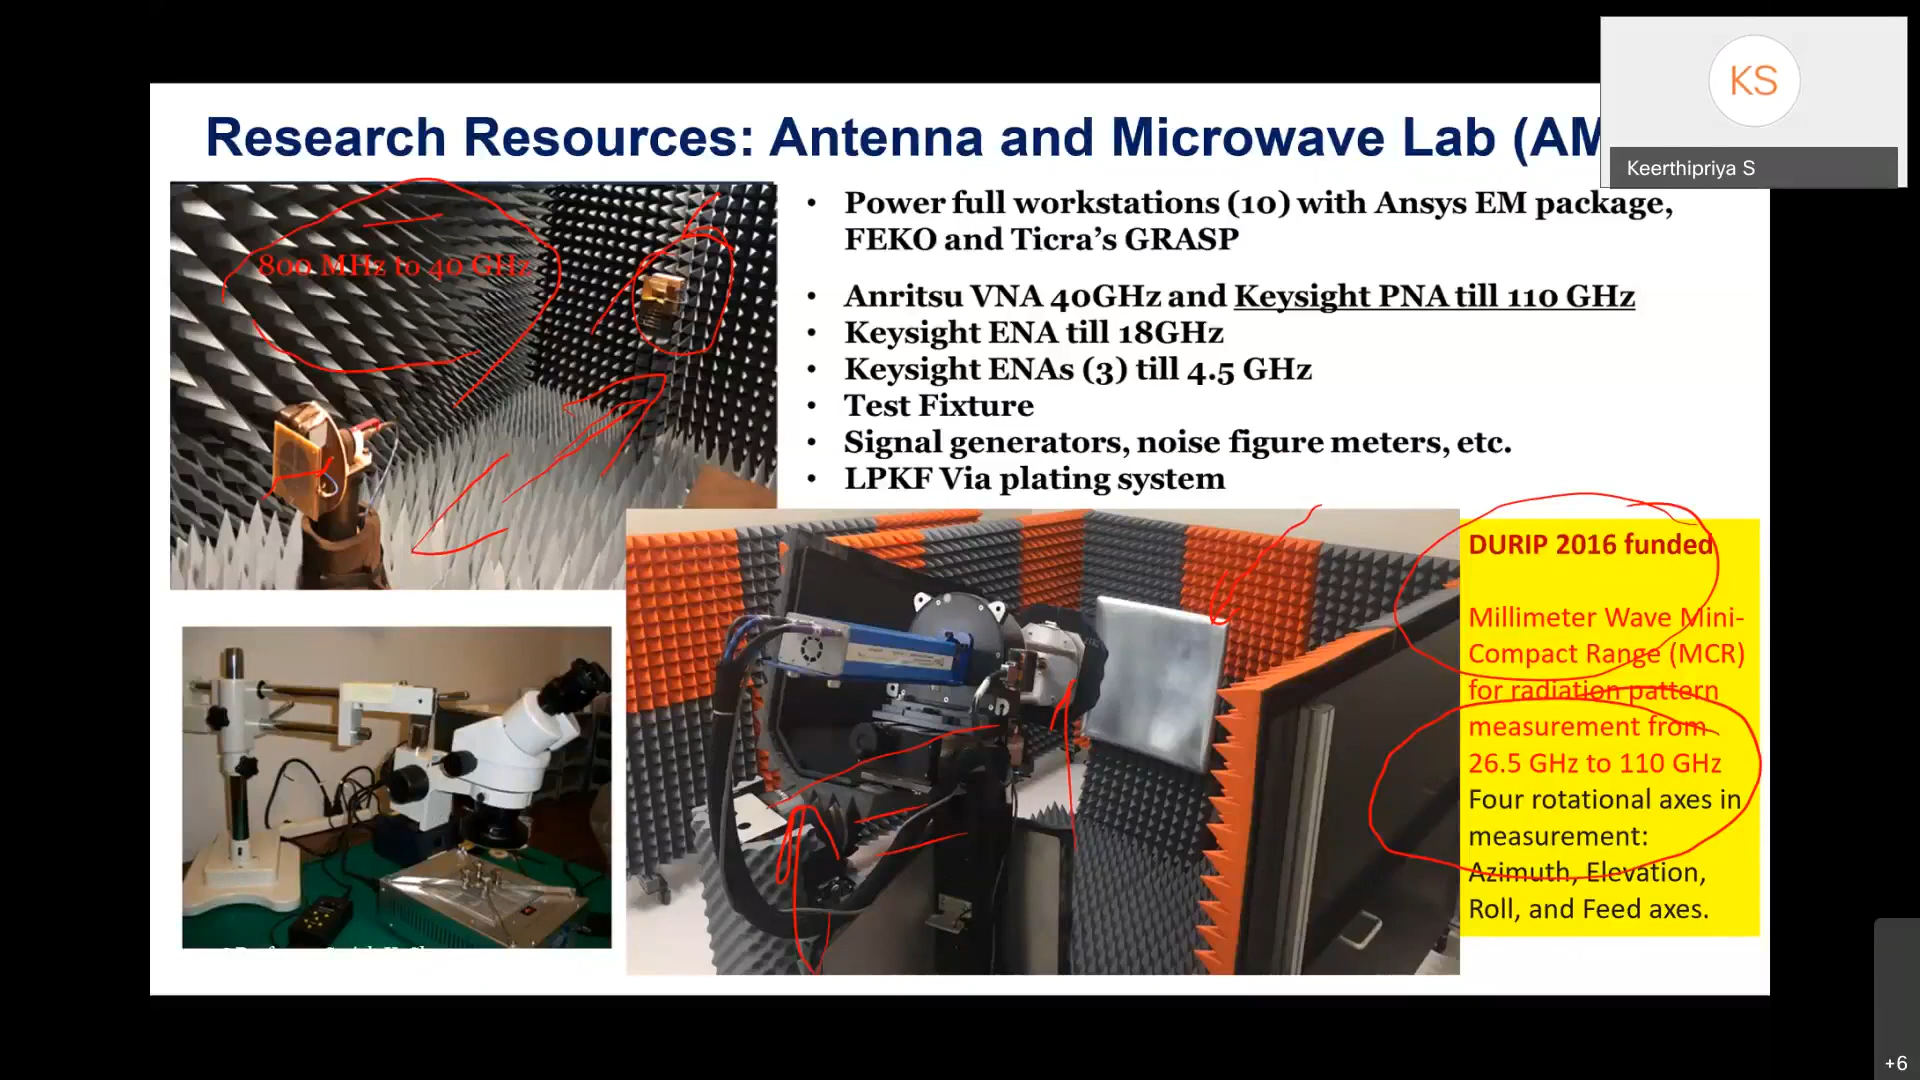 Research Resources: Antenna and Microwave Lab (AM
KS
Keerthipriya S
800 MHz to 40 GHz
• Power full workstations (10) with Ansys EM package,
FEKO and Ticra's GRASP
• Anritsu VNA 40GHz and Keysight PNA till 110 GHz
• Keysight ENA till 18GHz
• Keysight ENAs (3) till 4.5 GHz
• Test Fixture
• Signal generators, noise figure meters, etc.
• LPKF Via plating system
DURIP 2016 funded
Millimeter Wave Mini-
Compact Range (MCR)
for radiation pattern
measurement from
26.5 GHz to 110 GHz
Four rotational axes in
measurement:
Azimuth, Elevation,
Roll, and Feed axes.
+6